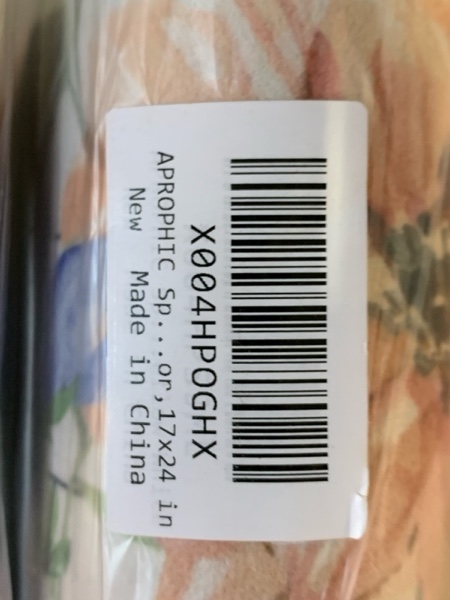 X004HPOGHX
APROPHIC Sp...or,17x24 in
New Made in China